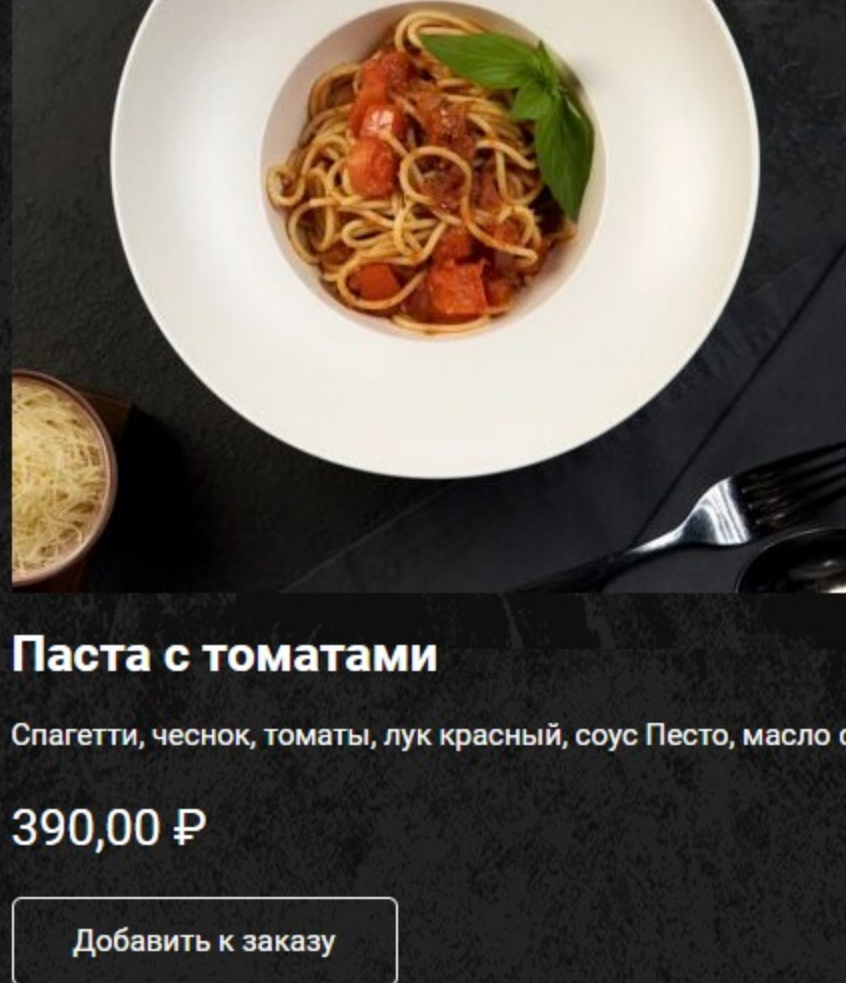 Паста с томатами
Спагетти, чеснок, томаты, лук красный, соус Песто, масло
390,00 ₽
Добавить к заказу